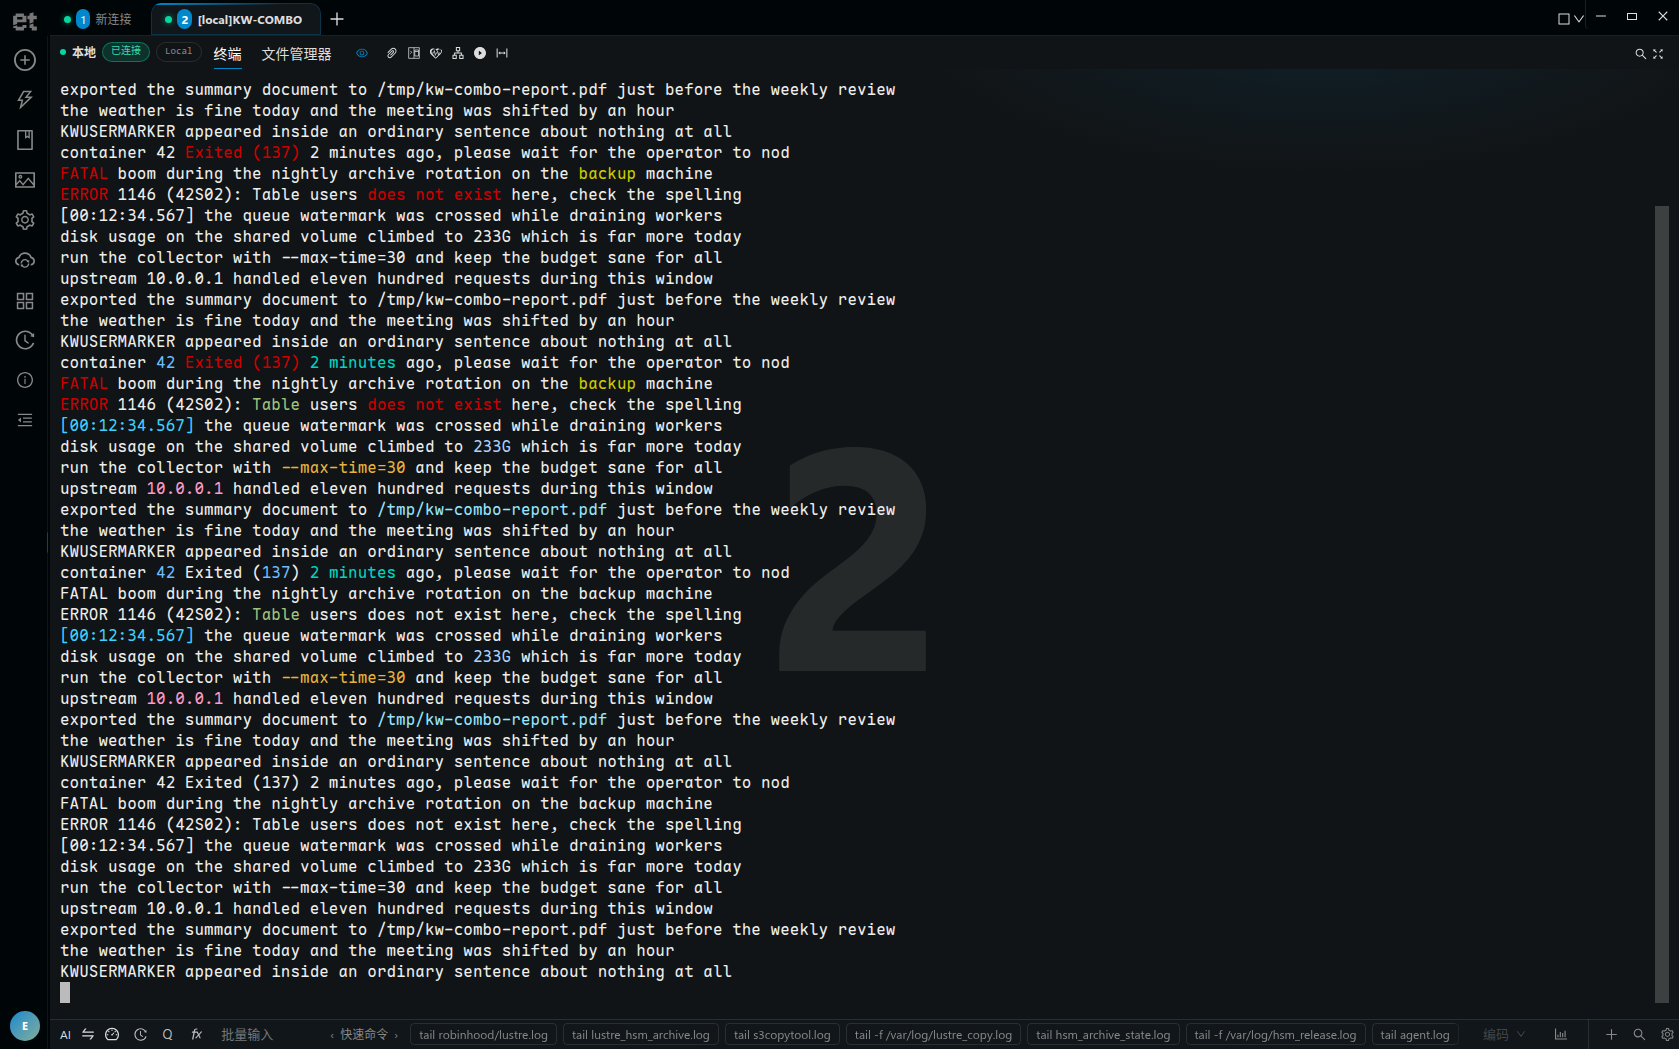 et
1 新连接
2 [local]KW-COMBO
本地 已连接 Local 终端 文件管理器
exported the summary document to /tmp/kw-combo-report.pdf just before the weekly review
the weather is fine today and the meeting was shifted by an hour
KWUSERMARKER appeared inside an ordinary sentence about nothing at all
container 42 Exited (137) 2 minutes ago, please wait for the operator to nod
FATAL boom during the nightly archive rotation on the backup machine
ERROR 1146 (42S02): Table users does not exist here, check the spelling
[00:12:34.567] the queue watermark was crossed while draining workers
disk usage on the shared volume climbed to 233G which is far more today
run the collector with --max-time=30 and keep the budget sane for all
upstream 10.0.0.1 handled eleven hundred requests during this window
exported the summary document to /tmp/kw-combo-report.pdf just before the weekly review
the weather is fine today and the meeting was shifted by an hour
KWUSERMARKER appeared inside an ordinary sentence about nothing at all
container 42 Exited (137) 2 minutes ago, please wait for the operator to nod
FATAL boom during the nightly archive rotation on the backup machine
ERROR 1146 (42S02): Table users does not exist here, check the spelling
[00:12:34.567] the queue watermark was crossed while draining workers
disk usage on the shared volume climbed to 233G which is far more today
run the collector with --max-time=30 and keep the budget sane for all
upstream 10.0.0.1 handled eleven hundred requests during this window
exported the summary document to /tmp/kw-combo-report.pdf just before the weekly review
the weather is fine today and the meeting was shifted by an hour
KWUSERMARKER appeared inside an ordinary sentence about nothing at all
container 42 Exited (137) 2 minutes ago, please wait for the operator to nod
FATAL boom during the nightly archive rotation on the backup machine
ERROR 1146 (42S02): Table users does not exist here, check the spelling
[00:12:34.567] the queue watermark was crossed while draining workers
disk usage on the shared volume climbed to 233G which is far more today
run the collector with --max-time=30 and keep the budget sane for all
upstream 10.0.0.1 handled eleven hundred requests during this window
exported the summary document to /tmp/kw-combo-report.pdf just before the weekly review
the weather is fine today and the meeting was shifted by an hour
KWUSERMARKER appeared inside an ordinary sentence about nothing at all
container 42 Exited (137) 2 minutes ago, please wait for the operator to nod
FATAL boom during the nightly archive rotation on the backup machine
ERROR 1146 (42S02): Table users does not exist here, check the spelling
[00:12:34.567] the queue watermark was crossed while draining workers
disk usage on the shared volume climbed to 233G which is far more today
run the collector with --max-time=30 and keep the budget sane for all
upstream 10.0.0.1 handled eleven hundred requests during this window
exported the summary document to /tmp/kw-combo-report.pdf just before the weekly review
the weather is fine today and the meeting was shifted by an hour
KWUSERMARKER appeared inside an ordinary sentence about nothing at all
2
E
AI Q fx 批量输入 ‹ 快速命令 › tail robinhood/lustre.log tail lustre_hsm_archive.log tail s3copytool.log tail -f /var/log/lustre_copy.log tail hsm_archive_state.log tail -f /var/log/hsm_release.log tail agent.log 编码